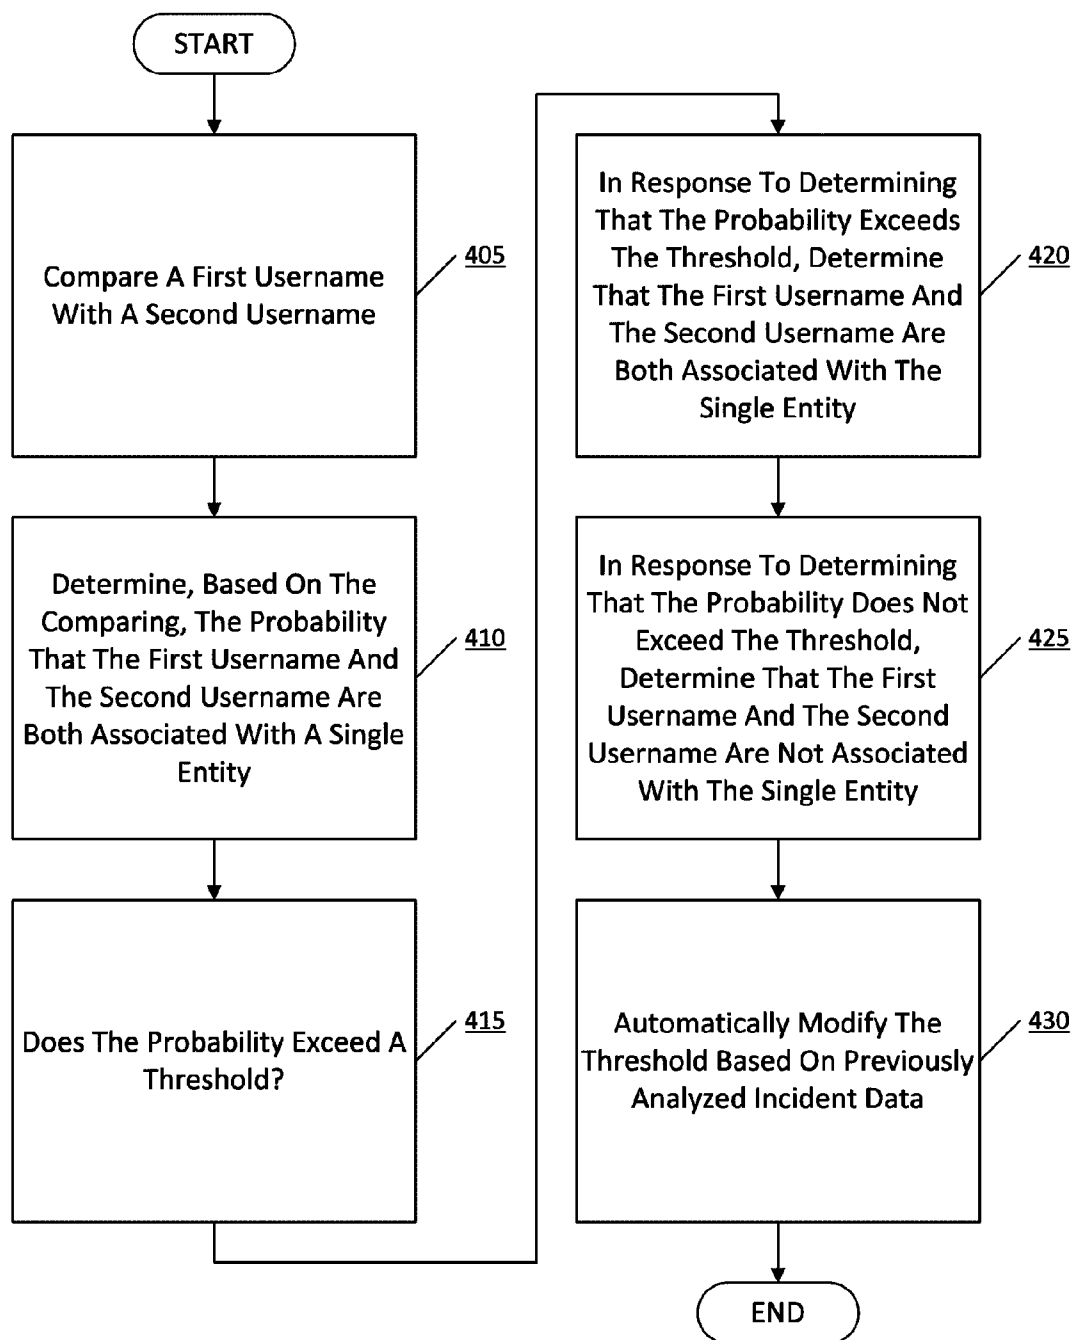 START
Compare A First Username
With A Second Username
405
Determine, Based On The
Comparing, The Probability
That The First Username And
The Second Username Are
Both Associated With A Single
Entity
410
Does The Probability Exceed A
Threshold?
415
In Response To Determining
That The Probability Exceeds
The Threshold, Determine
That The First Username And
The Second Username Are
Both Associated With The
Single Entity
420
In Response To Determining
That The Probability Does Not
Exceed The Threshold,
Determine That The First
Username And The Second
Username Are Not Associated
With The Single Entity
425
Automatically Modify The
Threshold Based On Previously
Analyzed Incident Data
430
END